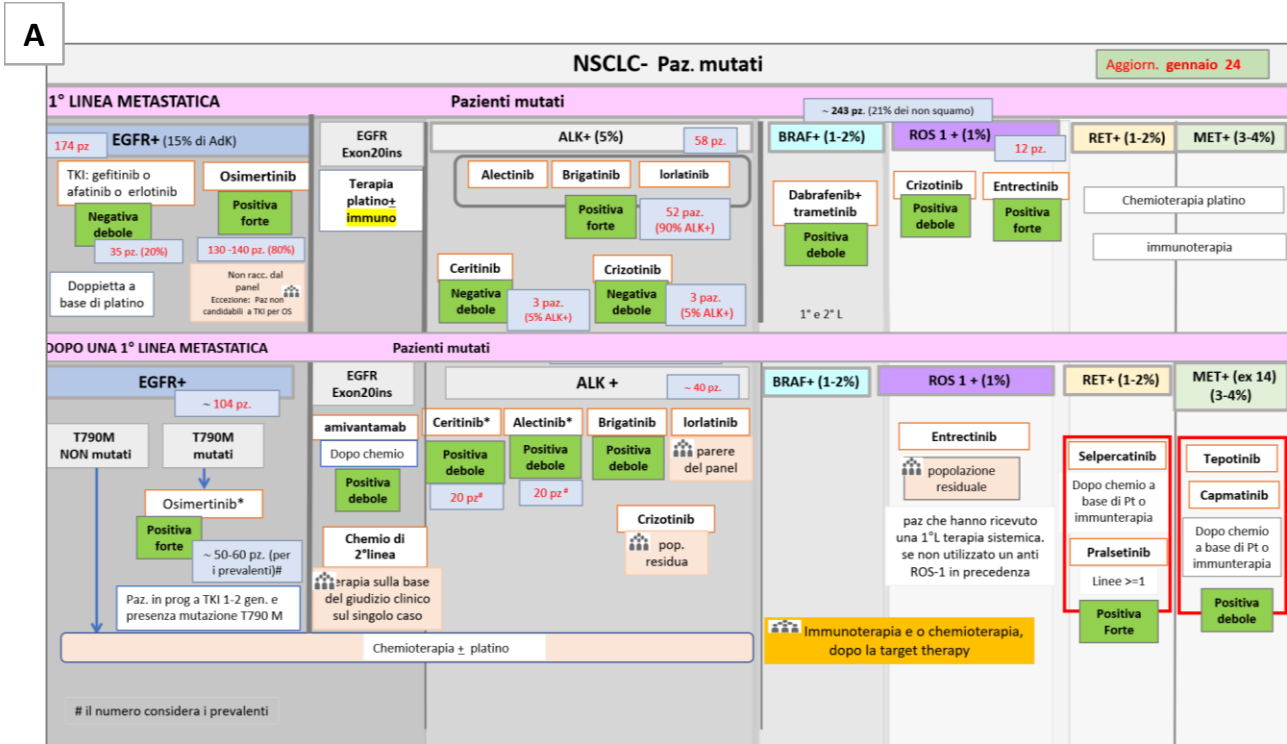 A
NSCLC- Paz. mutati
Aggiorn. gennaio 24
1° LINEA METASTATICA
Pazienti mutati
~ 243 pz. (21% dei non squamo)
174 pz
EGFR+ (15% di AdK)
TKI: gefitinib o
afatinib o erlotinib
Negativa
debole
35 pz. (20%)
Doppietta a
base di platino
Osimertinib
Positiva
forte
130 -140 pz. (80%)
Non racc. dal
panel
Eccezione: Paz non
candidabili a TKI per OS
EGFR
Exon20ins
Terapia
platino+
immuno
ALK+ (5%)
58 pz.
Alectinib
Brigatinib
lorlatinib
Positiva
forte
52 paz.
(90% ALK+)
Ceritinib
Negativa
debole
3 paz.
(5% ALK+)
Crizotinib
Negativa
debole
3 paz.
(5% ALK+)
BRAF+ (1-2%)
Dabrafenib+
trametinib
Positiva
debole
1° e 2° L
ROS 1 + (1%)
12 pz.
Crizotinib
Positiva
debole
Entrectinib
Positiva
forte
RET+ (1-2%)
MET+ (3-4%)
Chemioterapia platino
immunoterapia
DOPO UNA 1° LINEA METASTATICA
Pazienti mutati
EGFR+
~ 104 pz.
T790M
NON mutati
T790M
mutati
Osimertinib*
Positiva
forte
~ 50-60 pz. (per
i prevalenti)#
Paz. in prog a TKI 1-2 gen. e
presenza mutazione T790 M
EGFR
Exon20ins
amivantamab
Dopo chemio
Positiva
debole
Chemio di
2°linea
erapia sulla base
del giudizio clinico
sul singolo caso
ALK +
~ 40 pz.
Ceritinib*
Positiva
debole
20 pz#
Alectinib*
Positiva
debole
20 pz#
Brigatinib
Positiva
debole
lorlatinib
parere
del panel
Crizotinib
pop.
residua
BRAF+ (1-2%)
ROS 1 + (1%)
Entrectinib
popolazione
residuale
paz che hanno ricevuto
una 1°L terapia sistemica.
se non utilizzato un anti
ROS-1 in precedenza
RET+ (1-2%)
Selpercatinib
Dopo chemio a
base di Pt o
immunterapia
Pralsetinib
Linee >=1
Positiva
Forte
MET+ (ex 14)
(3-4%)
Tepotinib
Capmatinib
Dopo chemio
a base di Pt o
immunterapia
Positiva
debole
Chemioterapia + platino
Immunoterapia e o chemioterapia,
dopo la target therapy
# il numero considera i prevalenti